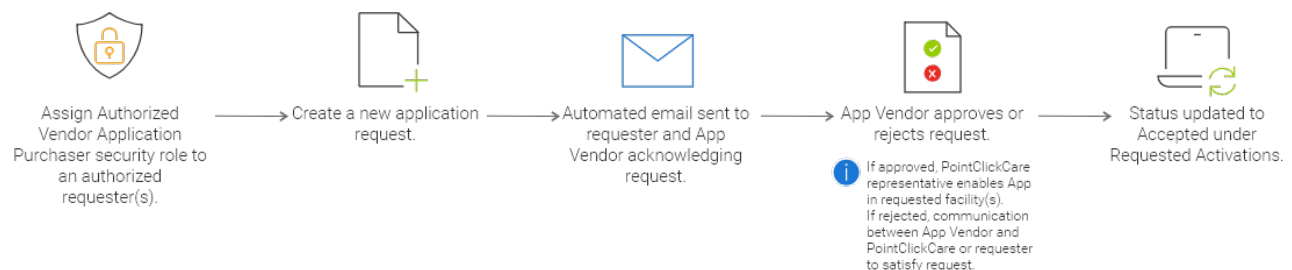 Assign Authorized
Vendor Application
Purchaser security role to
an authorized
requester(s).
Create a new application
request.
Automated email sent to
requester and App
Vendor acknowledging
request.
App Vendor approves or
rejects request.
If approved, PointClickCare
representative enables App
in requested facility(s).
If rejected, communication
between App Vendor and
PointClickCare or requester
to satisfy request.
Status updated to
Accepted under
Requested Activations.